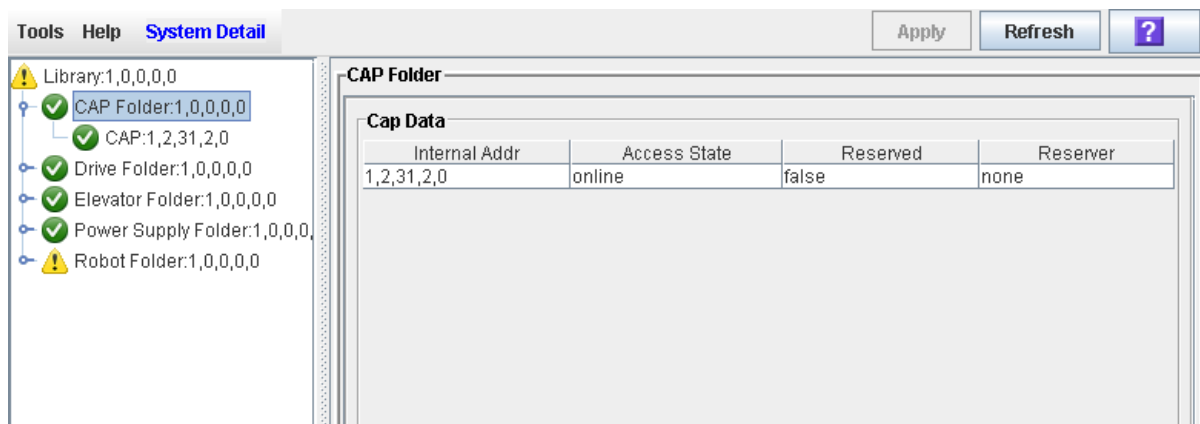 Tools Help System Detail Apply Refresh ?
Library:1,0,0,0,0
CAP Folder:1,0,0,0,0
CAP:1,2,31,2,0
Drive Folder:1,0,0,0,0
Elevator Folder:1,0,0,0,0
Power Supply Folder:1,0,0,0,
Robot Folder:1,0,0,0,0
CAP Folder
Cap Data
Internal Addr Access State Reserved Reserver
1,2,31,2,0 online false none